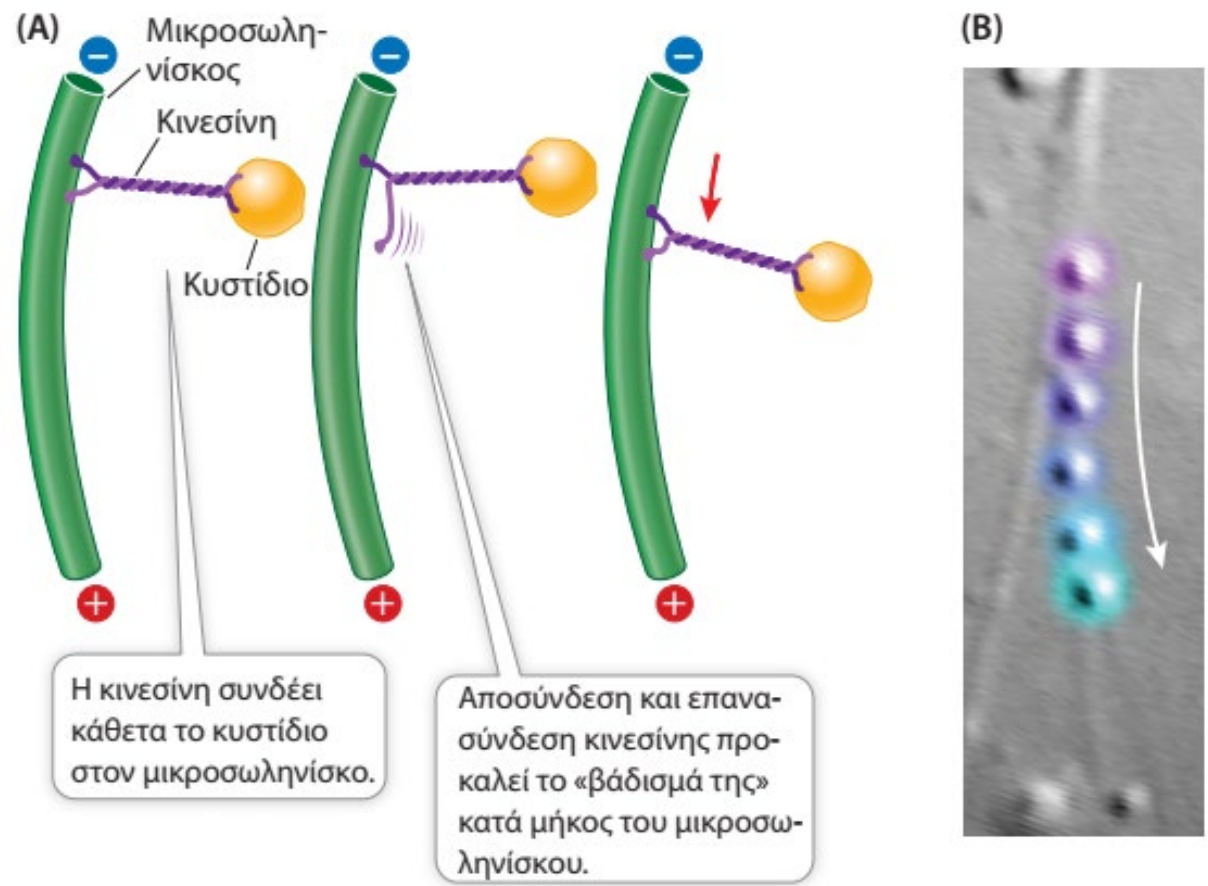 (A)
Μικροσωλη-
νίσκος
Κινεσίνη
Κυστίδιο
−
−
−
+
+
+
Η κινεσίνη συνδέει
κάθετα το κυστίδιο
στον μικροσωληνίσκο.
Αποσύνδεση και επανα-
σύνδεση κινεσίνης προ-
καλεί το «βάδισμά της»
κατά μήκος του μικροσω-
ληνίσκου.
(B)